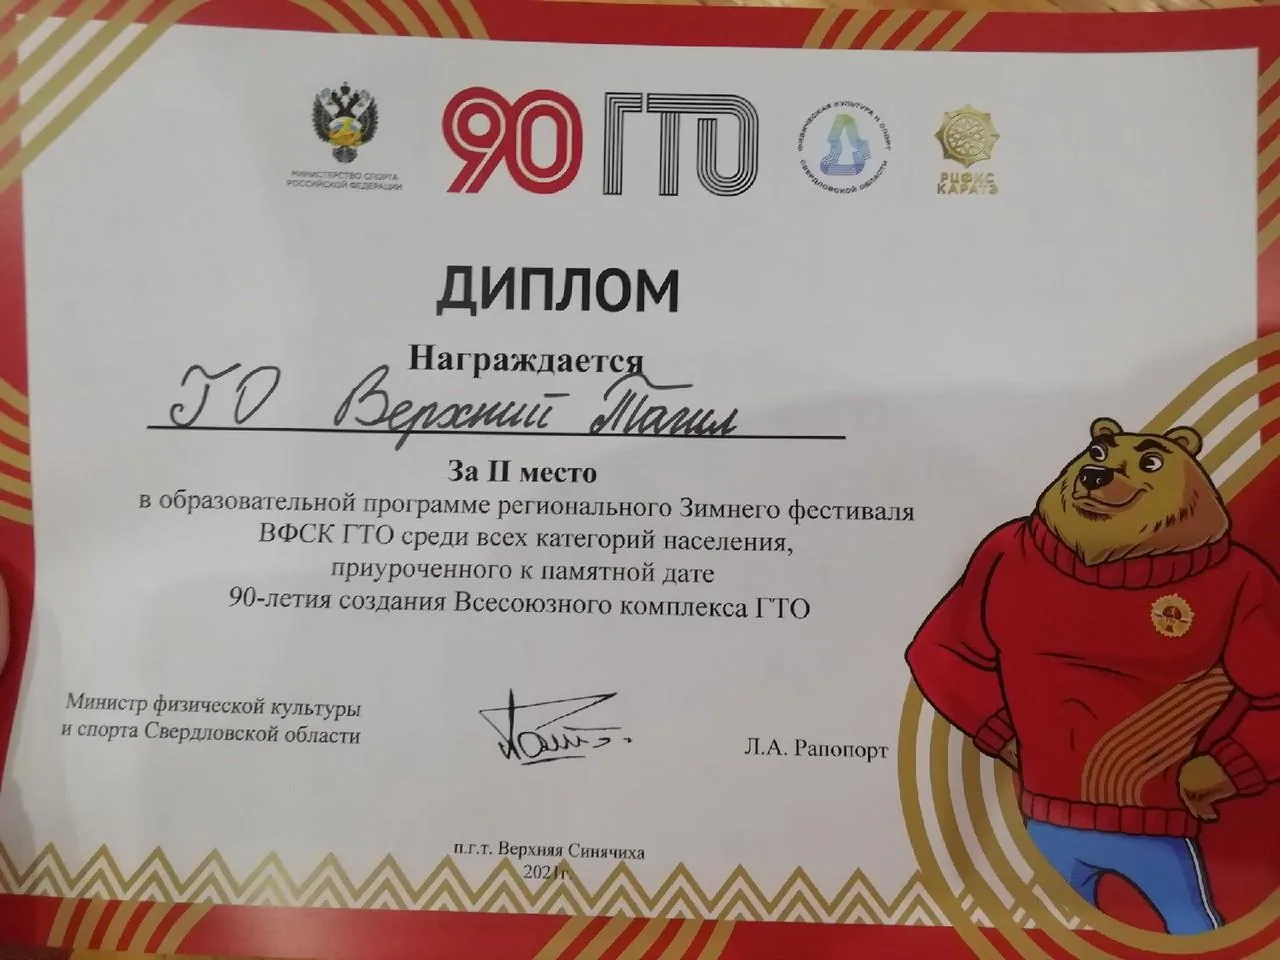 МИНИСТЕРСТВО СПОРТА
РОССИЙСКОЙ ФЕДЕРАЦИИ
90 ГТО
ФИЗИЧЕСКАЯ КУЛЬТУРА И СПОРТ
СВЕРДЛОВСКОЙ ОБЛАСТИ
РЦФКС
КАРАТЭ
ДИПЛОМ
Награждается
ГО Верхний Тагил
За II место
в образовательной программе регионального Зимнего фестиваля
ВФСК ГТО среди всех категорий населения,
приуроченного к памятной дате
90-летия создания Всесоюзного комплекса ГТО
Министр физической культуры
и спорта Свердловской области
Л.А. Рапопорт
п.г.т. Верхняя Синячиха
2021г.